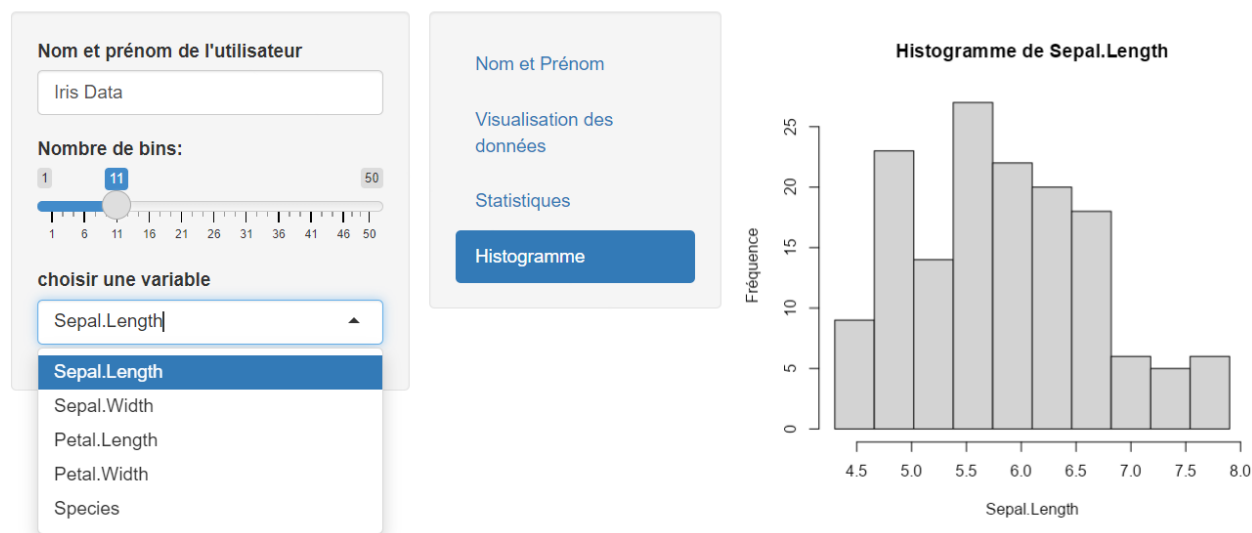 Nom et prénom de l'utilisateur
Iris Data
Nombre de bins:
1 11 50
1 6 11 16 21 26 31 36 41 46 50
choisir une variable
Sepal.Length
Sepal.Length
Sepal.Width
Petal.Length
Petal.Width
Species
Nom et Prénom
Visualisation des
données
Statistiques
Histogramme
Histogramme de Sepal.Length
Fréquence
25
20
15
10
5
0
4.5 5.0 5.5 6.0 6.5 7.0 7.5 8.0
Sepal.Length